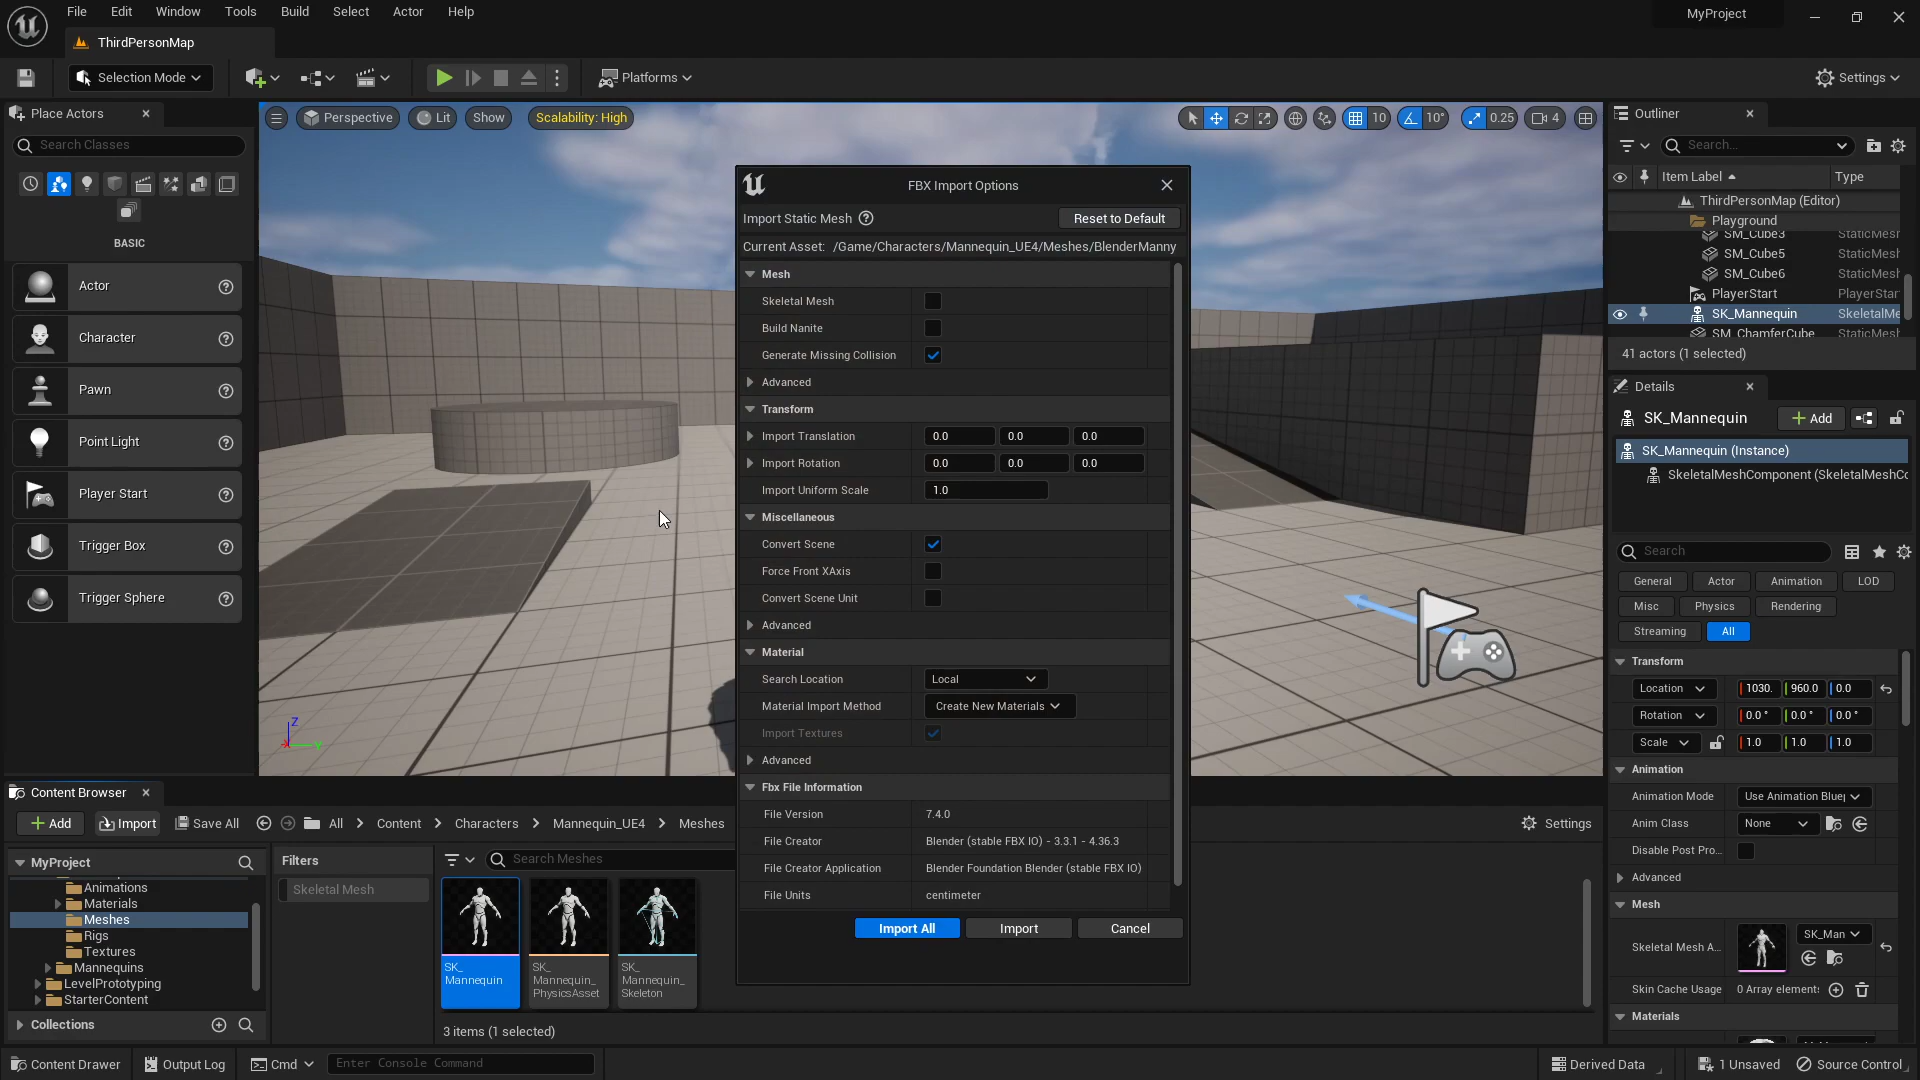 File Edit Window Tools Build Select Actor Help
MyProject
ThirdPersonMap
Selection Mode
Platforms
Settings
Place Actors
Search Classes
BASIC
Actor
Character
Pawn
Point Light
Player Start
Trigger Box
Trigger Sphere
Perspective
Lit
Show
Scalability: High
10
10°
0.25
4
FBX Import Options
Import Static Mesh
Reset to Default
Current Asset: /Game/Characters/Mannequin_UE4/Meshes/BlenderManny
Mesh
Skeletal Mesh
Build Nanite
Generate Missing Collision
Advanced
Transform
Import Translation 0.0 0.0 0.0
Import Rotation 0.0 0.0 0.0
Import Uniform Scale 1.0
Miscellaneous
Convert Scene
Force Front XAxis
Convert Scene Unit
Advanced
Material
Search Location Local
Material Import Method Create New Materials
Import Textures
Advanced
Fbx File Information
File Version 7.4.0
File Creator Blender (stable FBX IO) - 3.3.1 - 4.36.3
File Creator Application Blender Foundation Blender (stable FBX IO)
File Units centimeter
Import All
Import
Cancel
Z
Y
Outliner
Search...
Item Label Type
ThirdPersonMap (Editor)
Playground
SM_Cube3 StaticMesh
SM_Cube5 StaticMesh
SM_Cube6 StaticMesh
PlayerStart PlayerStar
SK_Mannequin SkeletalMe
SM_ChamferCube StaticMesh
41 actors (1 selected)
Details
SK_Mannequin
Add
SK_Mannequin (Instance)
SkeletalMeshComponent (SkeletalMeshCo
Search
General Actor Animation LOD
Misc Physics Rendering
Streaming All
Transform
Location 1030. 960.0 0.0
Rotation 0.0 ° 0.0 ° 0.0 °
Scale 1.0 1.0 1.0
Animation
Animation Mode Use Animation Bluep
Anim Class None
Disable Post Pro...
Advanced
Mesh
Skeletal Mesh A... SK_Man
Skin Cache Usage 0 Array element:
Materials
Content Browser
Add
Import
Save All
All > Content > Characters > Mannequin_UE4 > Meshes
Settings
MyProject
Animations
Materials
Meshes
Rigs
Textures
Mannequins
LevelPrototyping
StarterContent
Collections
Filters
Skeletal Mesh
Search Meshes
SK_
Mannequin
SK_
Mannequin_
PhysicsAsset
SK_
Mannequin_
Skeleton
3 items (1 selected)
Content Drawer
Output Log
Cmd
Enter Console Command
Derived Data
1 Unsaved
Source Control